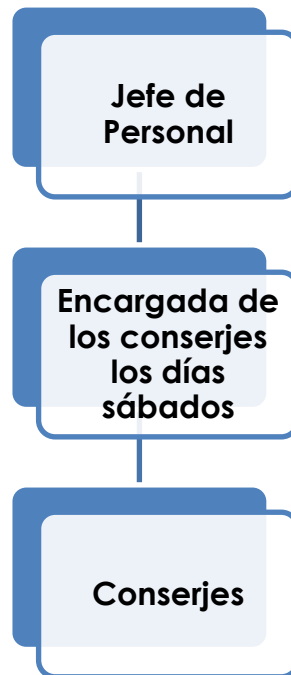 Jefe de
Personal
Encargada de
los conserjes
los días
sábados
Conserjes